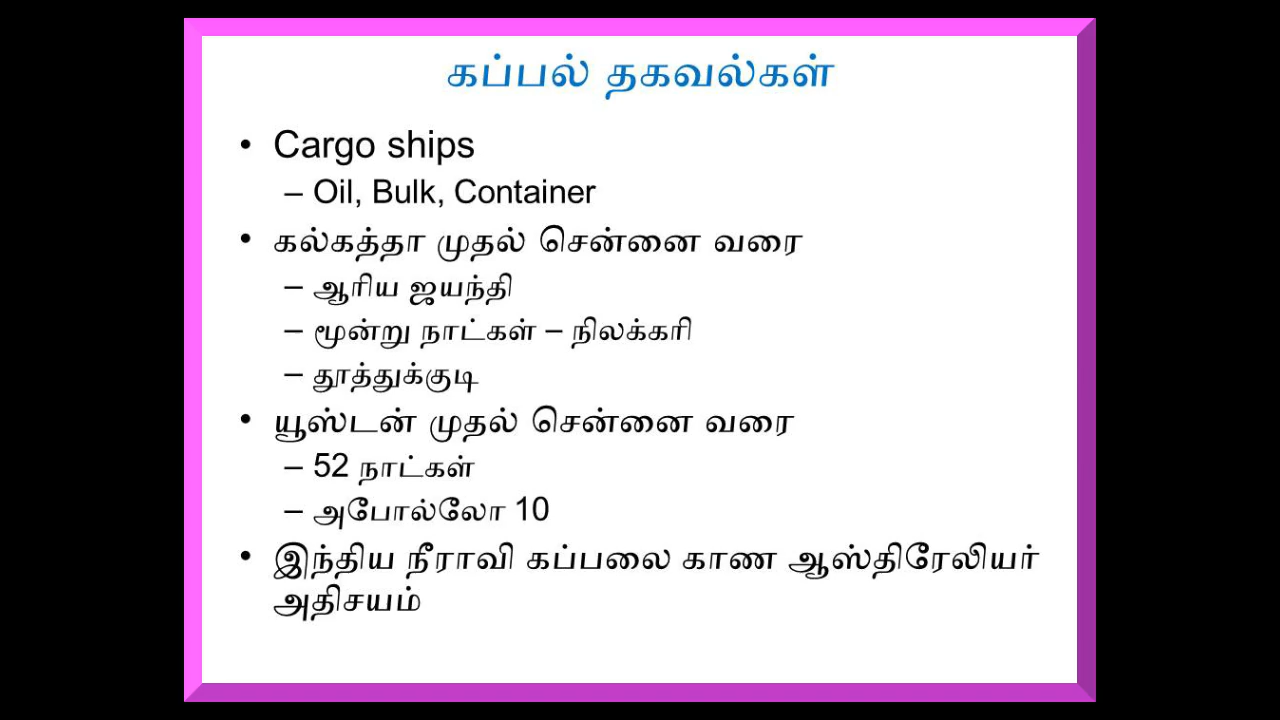 கப்பல் தகவல்கள்
• Cargo ships
– Oil, Bulk, Container
• கல்கத்தா முதல் சென்னை வரை
– ஆரிய ஜயந்தி
– மூன்று நாட்கள் – நிலக்கரி
– தூத்துக்குடி
• யூஸ்டன் முதல் சென்னை வரை
– 52 நாட்கள்
– அபோல்லோ 10
• இந்திய நீராவி கப்பலை காண ஆஸ்திரேலியர்
அதிசயம்